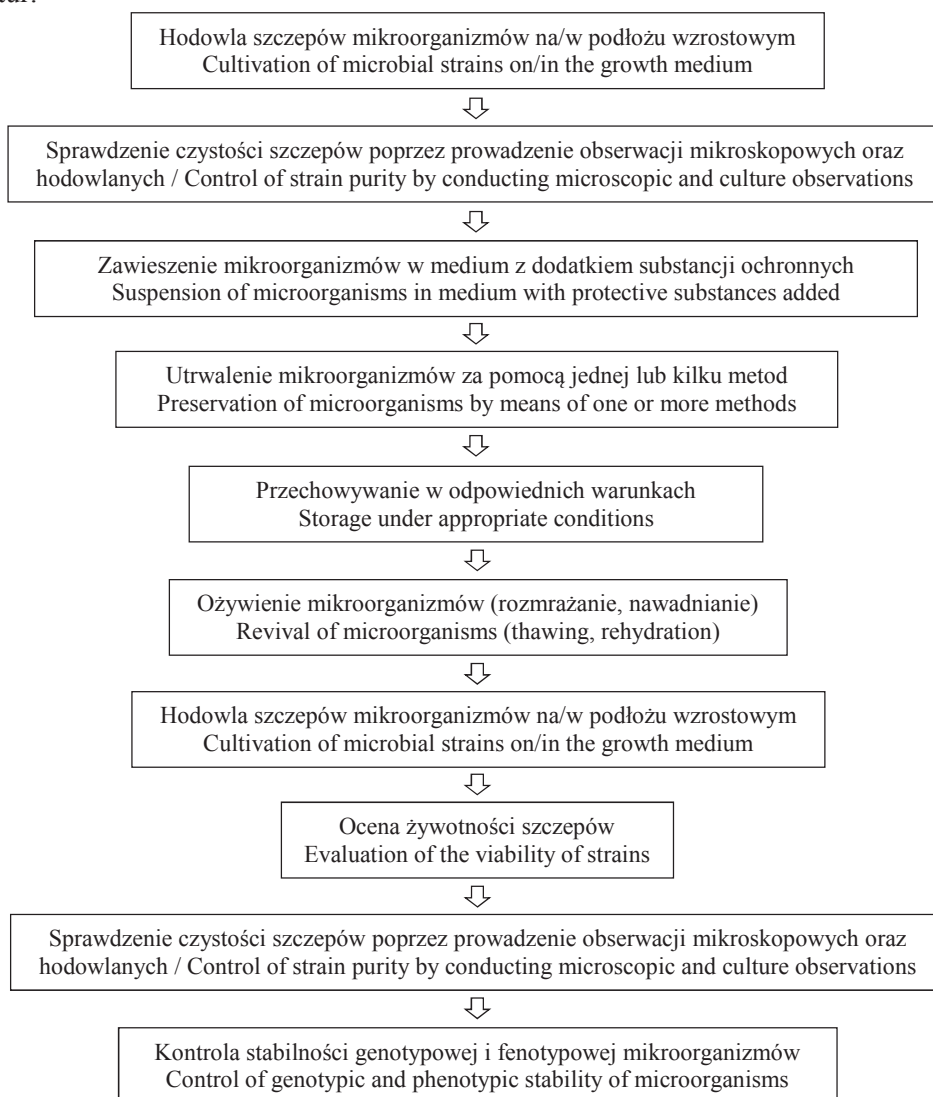 Hodowla szczepów mikroorganizmów na/w podłożu wzrostowym
Cultivation of microbial strains on/in the growth medium
Sprawdzenie czystości szczepów poprzez prowadzenie obserwacji mikroskopowych oraz
hodowlanych / Control of strain purity by conducting microscopic and culture observations
Zawieszenie mikroorganizmów w medium z dodatkiem substancji ochronnych
Suspension of microorganisms in medium with protective substances added
Utrwalenie mikroorganizmów za pomocą jednej lub kilku metod
Preservation of microorganisms by means of one or more methods
Przechowywanie w odpowiednich warunkach
Storage under appropriate conditions
Ożywienie mikroorganizmów (rozmrażanie, nawadnianie)
Revival of microorganisms (thawing, rehydration)
Hodowla szczepów mikroorganizmów na/w podłożu wzrostowym
Cultivation of microbial strains on/in the growth medium
Ocena żywotności szczepów
Evaluation of the viability of strains
Sprawdzenie czystości szczepów poprzez prowadzenie obserwacji mikroskopowych oraz
hodowlanych / Control of strain purity by conducting microscopic and culture observations
Kontrola stabilności genotypowej i fenotypowej mikroorganizmów
Control of genotypic and phenotypic stability of microorganisms